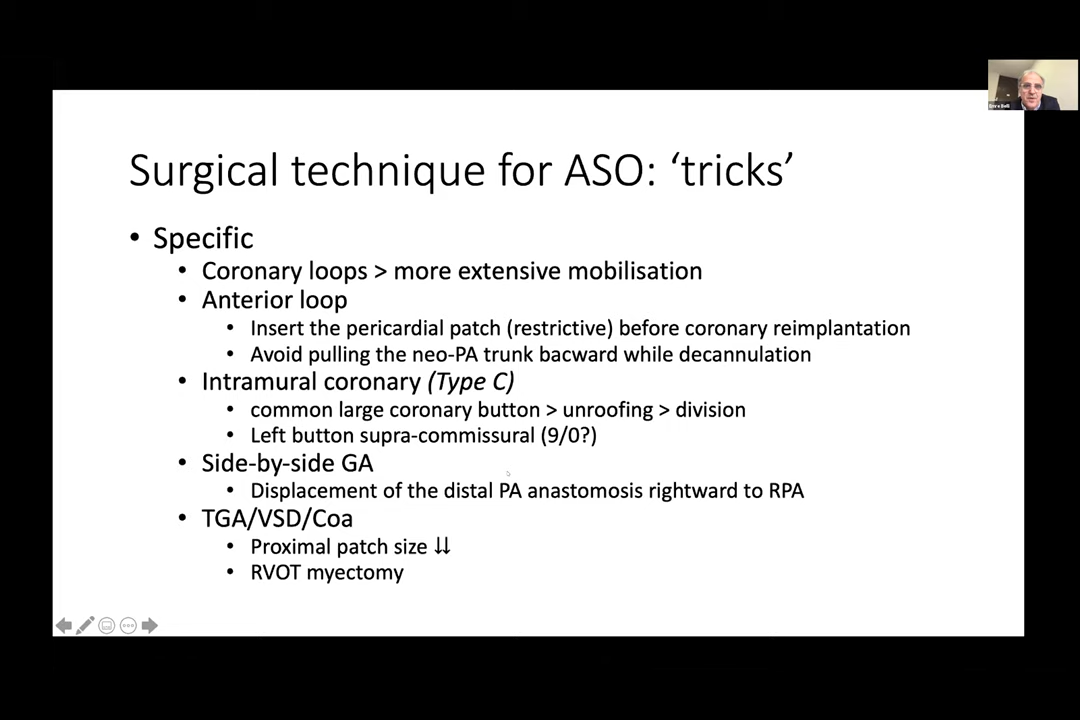 Surgical technique for ASO: ‘tricks’
• Specific
• Coronary loops > more extensive mobilisation
• Anterior loop
• Insert the pericardial patch (restrictive) before coronary reimplantation
• Avoid pulling the neo-PA trunk bacward while decannulation
• Intramural coronary (Type C)
• common large coronary button > unroofing > division
• Left button supra-commissural (9/0?)
• Side-by-side GA
• Displacement of the distal PA anastomosis rightward to RPA
• TGA/VSD/Coa
• Proximal patch size ⇊
• RVOT myectomy